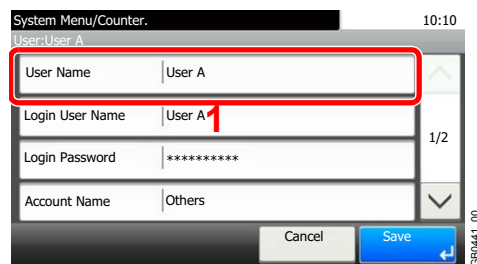 System Menu/Counter. 10:10
User:User A
User Name User A
Login User Name User A
1
1/2
Login Password **********
Account Name Others
Cancel Save
GB0441_00